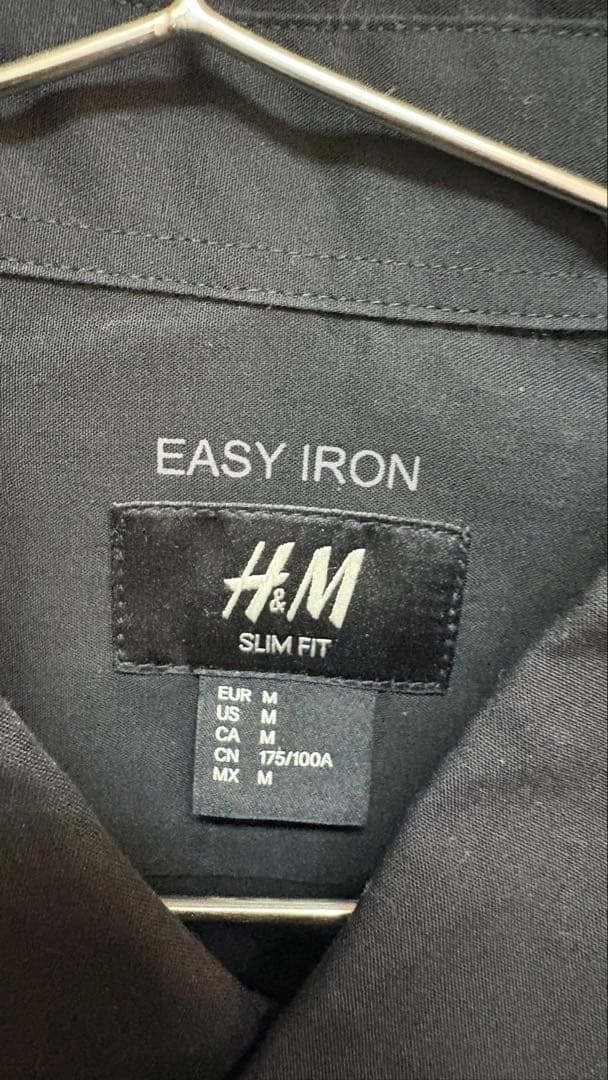 EASY IRON
H&M
SLIM FIT
EUR M
US M
CA M
CN 175/100A
MX M